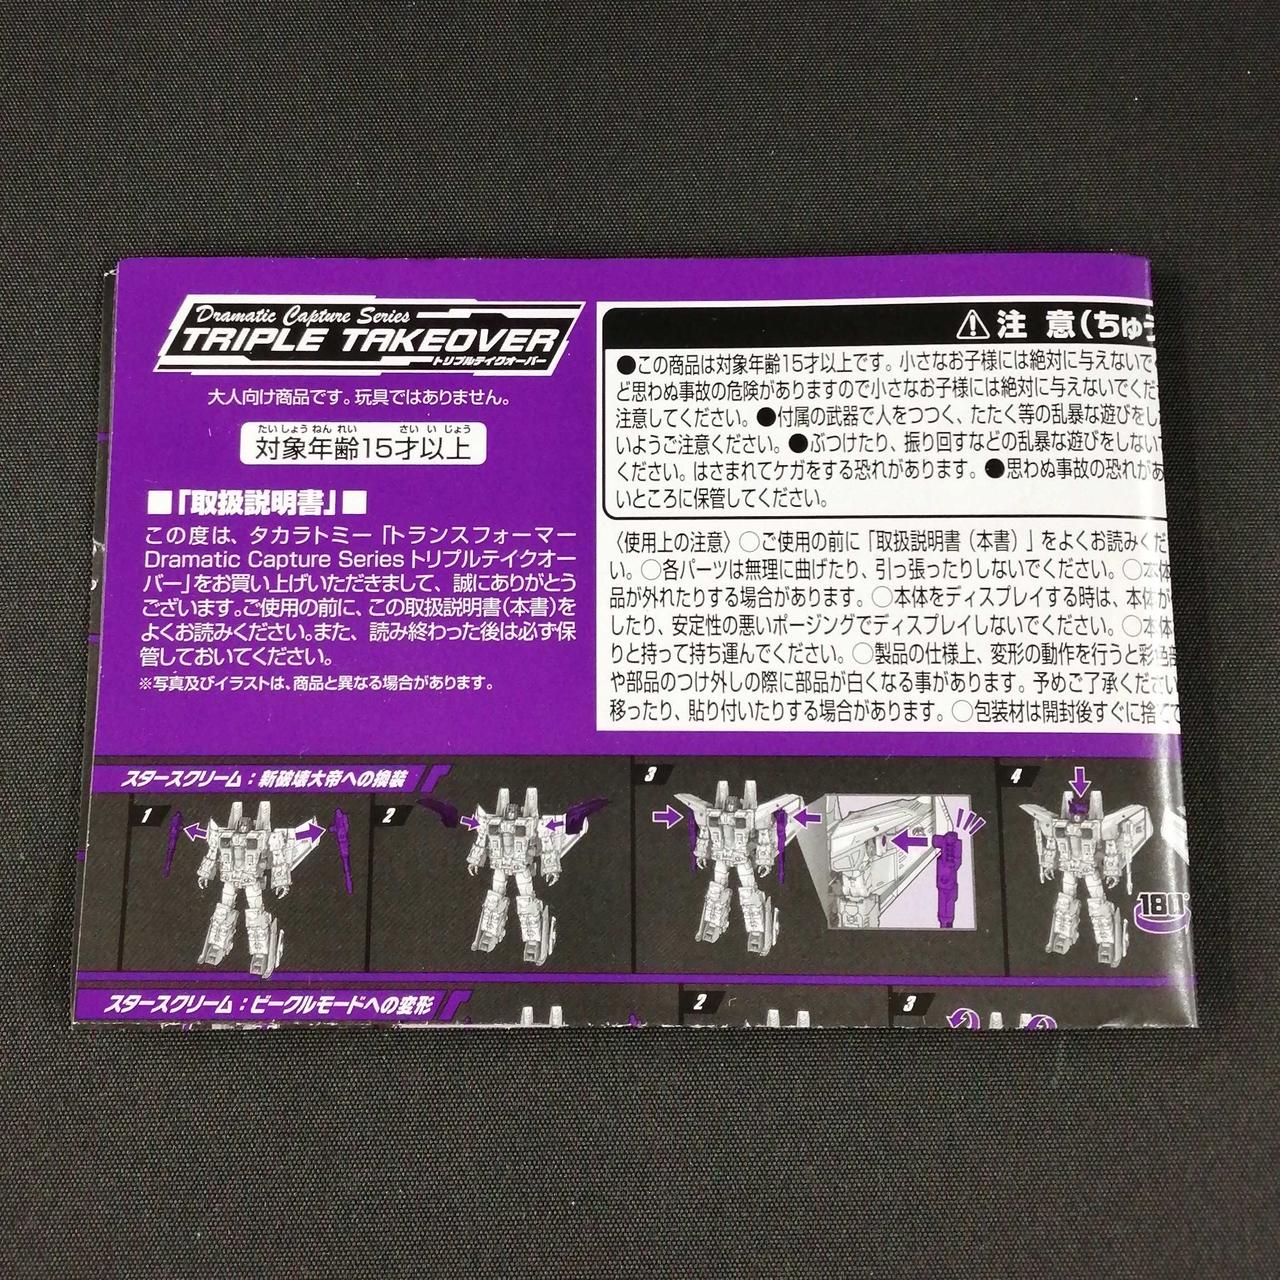 Dramatic Capture Series
TRIPLE TAKEOVER
トリプルテイクオーバー
大人向け商品です。玩具ではありません。
たいしょうねんれい さいいじょう
対象年齢15才以上
■「取扱説明書」■
この度は、タカラトミー「トランスフォーマー
Dramatic Capture Series トリプルテイクオー
バー」をお買い上げいただきまして、誠にありがとう
ございます。ご使用の前に、この取扱説明書(本書)を
よくお読みください。また、読み終わった後は必ず保
管しておいてください。
※写真及びイラストは、商品と異なる場合があります。
⚠注 意(ちゅう
●この商品は対象年齢15才以上です。小さなお子様には絶対に与えないで
ど思わぬ事故の危険がありますので小さなお子様には絶対に与えないでくだ
注意してください。●付属の武器で人をつつく、たたく等の乱暴な遊びをし
いようご注意ください。●ぶつけたり、振り回すなどの乱暴な遊びをしない
ください。はさまれてケガをする恐れがあります。●思わぬ事故の恐れがあ
いところに保管してください。
〈使用上の注意〉○ご使用の前に「取扱説明書(本書)」をよくお読みくだ
い。○各パーツは無理に曲げたり、引っ張ったりしないでください。○本体
品が外れたりする場合があります。○本体をディスプレイする時は、本体が
したり、安定性の悪いポージングでディスプレイしないでください。○本体
りと持って持ち運んでください。○製品の仕様上、変形の動作を行うと彩色部
や部品のつけ外しの際に部品が白くなる事があります。予めご了承ください
移ったり、貼り付いたりする場合があります。○包装材は開封後すぐに捨てて
スタースクリーム:新破壊大帝への換装
1
2
3
4
180°
スタースクリーム:ビークルモードへの変形
2
3